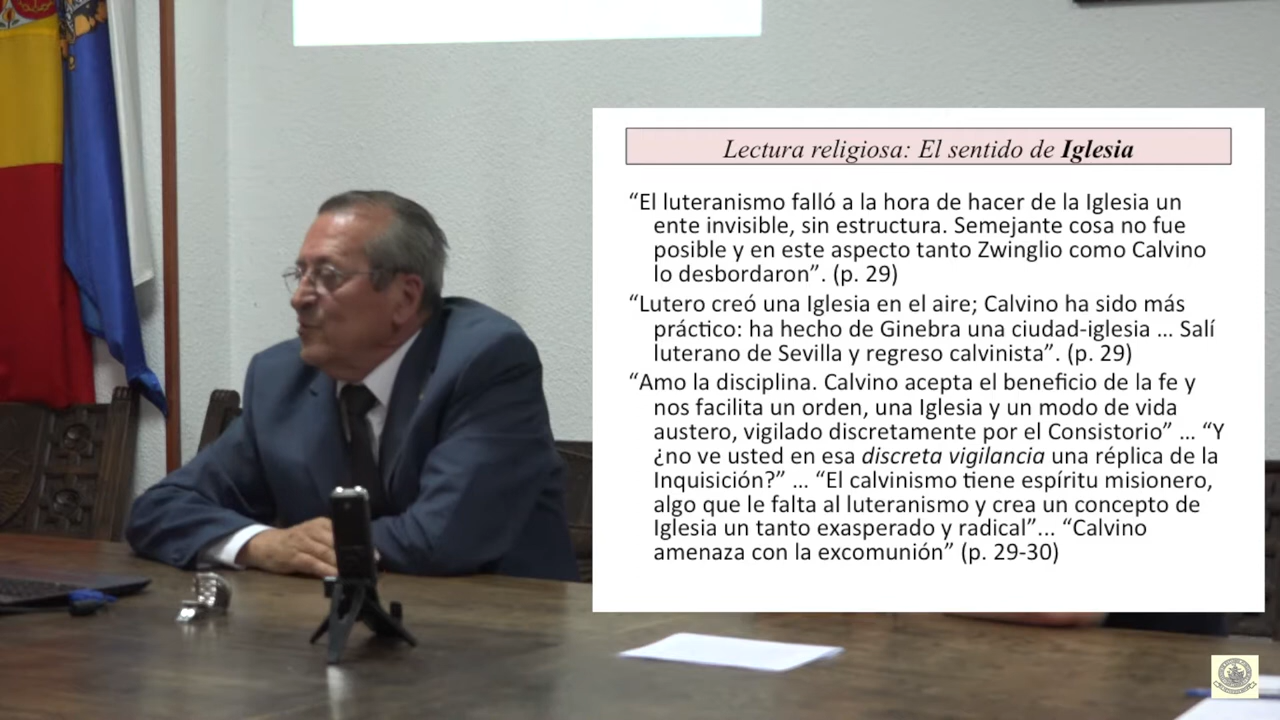 Lectura religiosa: El sentido de Iglesia
“El luteranismo falló a la hora de hacer de la Iglesia un
ente invisible, sin estructura. Semejante cosa no fue
posible y en este aspecto tanto Zwinglio como Calvino
lo desbordaron”. (p. 29)
“Lutero creó una Iglesia en el aire; Calvino ha sido más
práctico: ha hecho de Ginebra una ciudad-iglesia ... Salí
luterano de Sevilla y regreso calvinista”. (p. 29)
“Amo la disciplina. Calvino acepta el beneficio de la fe y
nos facilita un orden, una Iglesia y un modo de vida
austero, vigilado discretamente por el Consistorio” ... “Y
¿no ve usted en esa discreta vigilancia una réplica de la
Inquisición?” ... “El calvinismo tiene espíritu misionero,
algo que le falta al luteranismo y crea un concepto de
Iglesia un tanto exasperado y radical”... “Calvino
amenaza con la excomunión” (p. 29-30)